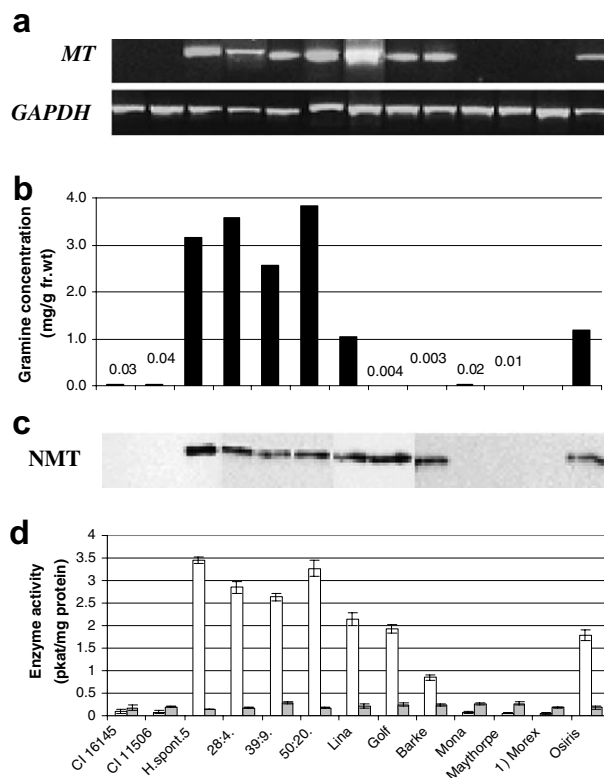 a
MT
GAPDH
b
Gramine concentration
(mg/g fr.wt)
4.0
3.0
2.0
1.0
0.0
0.03
0.04
0.004
0.003
0.02
0.01
c
NMT
d
Enzyme activity
(pkat/mg protein)
4
3.5
3
2.5
2
1.5
1
0.5
0
CI 16145
CI 11506
H.spont.5
28:4.
39:9.
50:20.
Lina
Golf
Barke
Mona
Maythorpe
1) Morex
Osiris